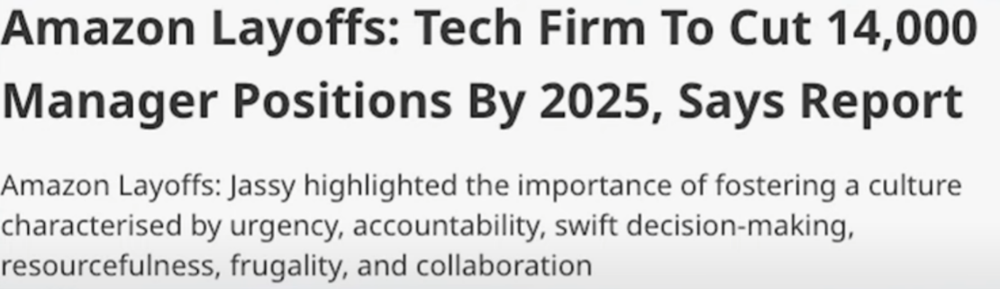 Amazon Layoffs: Tech Firm To Cut 14,000
Manager Positions By 2025, Says Report
Amazon Layoffs: Jassy highlighted the importance of fostering a culture
characterised by urgency, accountability, swift decision-making,
resourcefulness, frugality, and collaboration